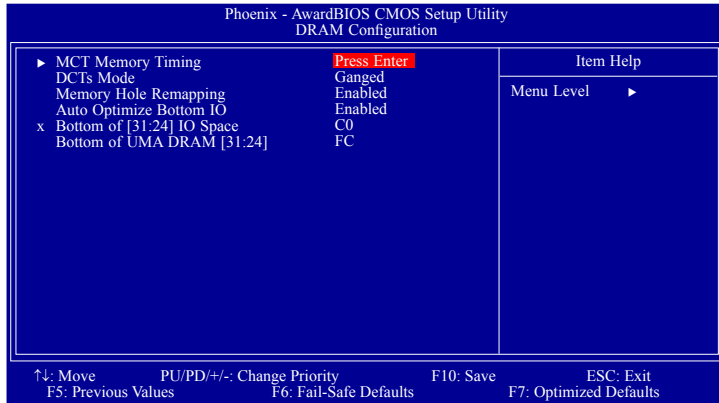 Phoenix - AwardBIOS CMOS Setup Utility
DRAM Configuration
▶ MCT Memory Timing Press Enter
DCTs Mode Ganged
Memory Hole Remapping Enabled
Auto Optimize Bottom IO Enabled
x Bottom of [31:24] IO Space C0
Bottom of UMA DRAM [31:24] FC
Item Help
Menu Level ▶
↑↓: Move PU/PD/+/-: Change Priority F10: Save ESC: Exit
F5: Previous Values F6: Fail-Safe Defaults F7: Optimized Defaults